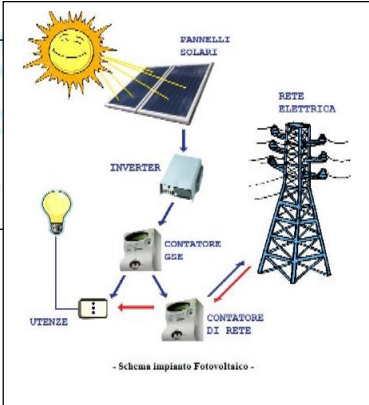 PANNELLI
SOLARI
RETE
ELETTRICA
INVERTER
CONTATORE
GSE
UTENZE
CONTATORE
DI RETE
- Schema impianto Fotovoltaico -